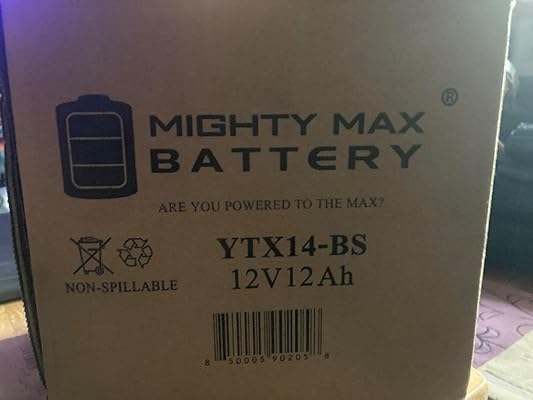 MIGHTY MAX ®
BATTERY
ARE YOU POWERED TO THE MAX?
YTX14-BS
12V12Ah
NON-SPILLABLE
8 50005 90205 8